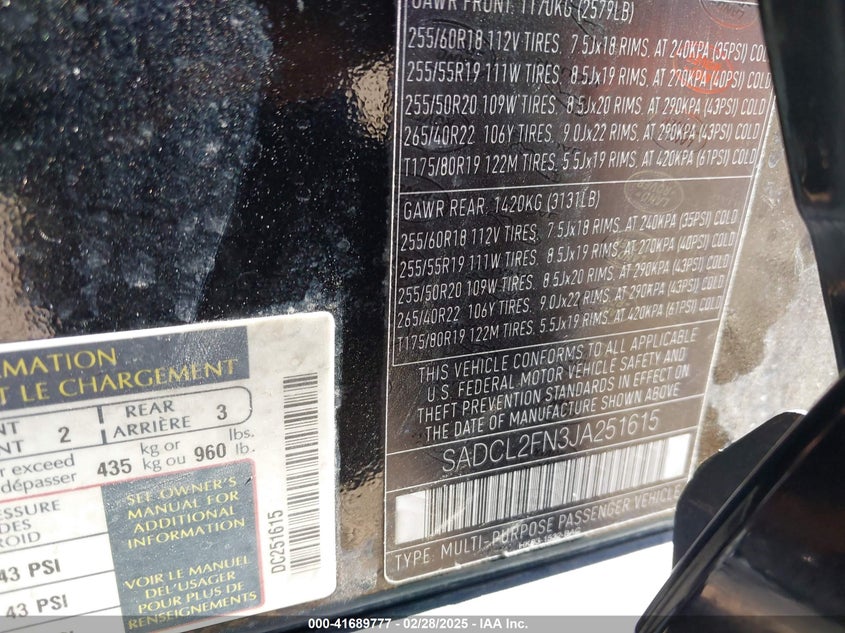 GAWR FRONT: 1170KG (2579LB)
255/60R18 112V TIRES, 7.5Jx18 RIMS, AT 240KPA (35PSI) COLD
255/55R19 111W TIRES, 8.5Jx19 RIMS, AT 270KPA (40PSI) COLD
255/50R20 109W TIRES, 8.5Jx20 RIMS, AT 290KPA (43PSI) COLD
265/40R22 106Y TIRES, 9.0Jx22 RIMS, AT 290KPA (43PSI) COLD
T175/80R19 122M TIRES, 5.5Jx19 RIMS, AT 420KPA (61PSI) COLD
GAWR REAR: 1420KG (3131LB)
255/60R18 112V TIRES, 7.5Jx18 RIMS, AT 240KPA (35PSI) COLD
255/55R19 111W TIRES, 8.5Jx19 RIMS, AT 270KPA (40PSI) COLD
255/50R20 109W TIRES, 8.5Jx20 RIMS, AT 290KPA (43PSI) COLD
265/40R22 106Y TIRES, 9.0Jx22 RIMS, AT 290KPA (43PSI) COLD
T175/80R19 122M TIRES, 5.5Jx19 RIMS, AT 420KPA (61PSI) COLD
THIS VEHICLE CONFORMS TO ALL APPLICABLE
U.S. FEDERAL MOTOR VEHICLE SAFETY AND
THEFT PREVENTION STANDARDS IN EFFECT ON
THE DATE OF MANUFACTURE SHOWN ABOVE
SADCL2FN3JA251615
TYPE: MULTI-PURPOSE PASSENGER VEHICLE
RMATION
ET LE CHARGEMENT
NT 2 REAR 3
NT ARRIÈRE
er exceed 435 kg or 960 lbs.
dépasser kg ou lb.
ESSURE
DES
ROID
SEE OWNER'S
MANUAL FOR
ADDITIONAL
INFORMATION
43 PSI
VOIR LE MANUEL
DE L'USAGER
POUR PLUS DE
RENSEIGNEMENTS
43 PSI
DC251615
000-41689777 - 02/28/2025 - IAA Inc.